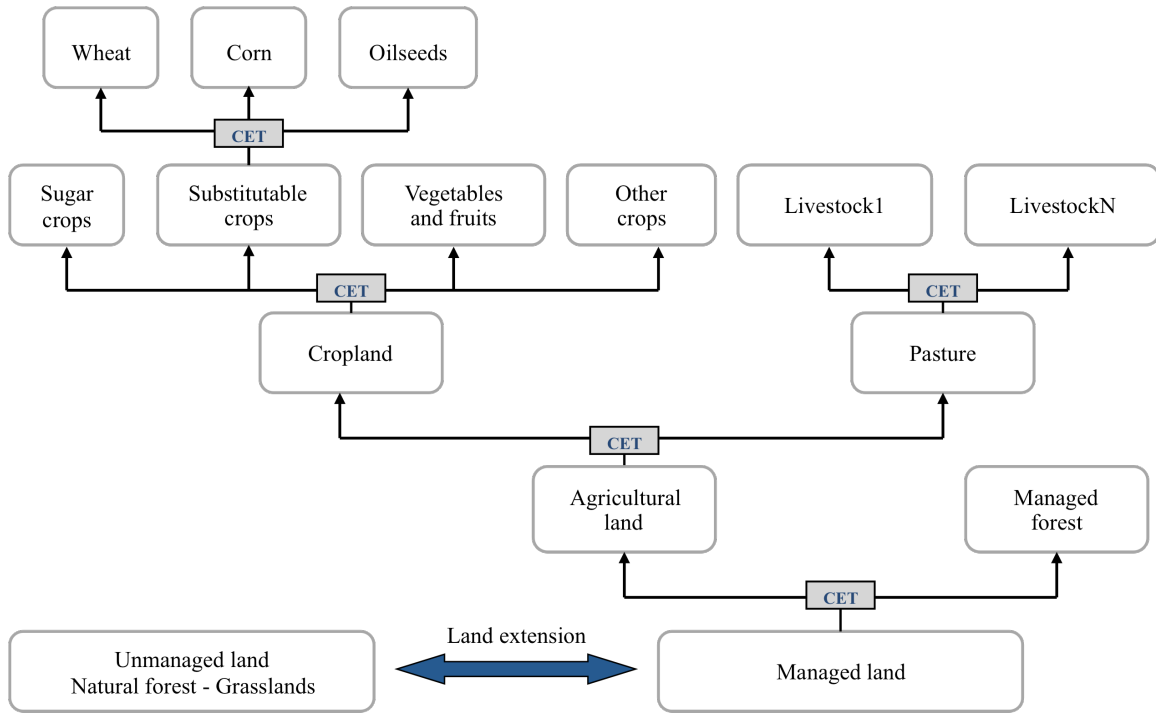 Wheat
Corn
Oilseeds
CET
Sugar
crops
Substitutable
crops
Vegetables
and fruits
Other
crops
Livestock1
LivestockN
CET
CET
Cropland
Pasture
CET
Agricultural
land
Managed
forest
CET
Land extension
Unmanaged land
Natural forest - Grasslands
Managed land